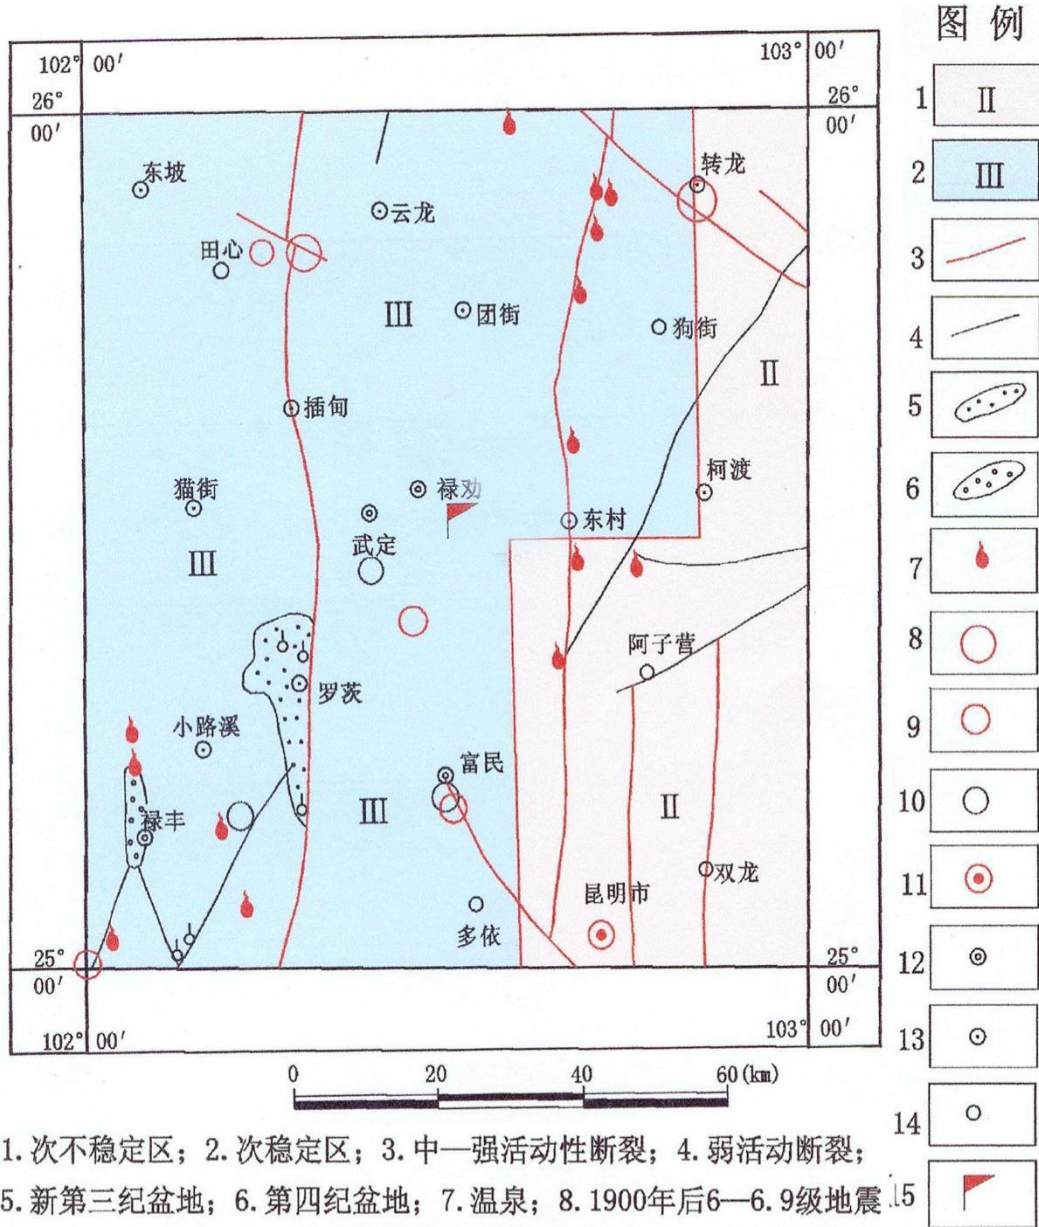 图 例
102° 00′ 103° 00′
26° 00′ 26° 00′
1 II
2 III
东坡
转龙
云龙
田心
3
III
团街
狗街
4
II
插甸
5
猫街
禄劝
柯渡
6
武定
东村
III
7
阿子营
8
罗茨
小路溪
9
富民
III
II
10
禄丰
双龙
昆明市
11
多依
25° 00′ 25° 00′
12
102° 00′ 103° 00′
13
0 20 40 60(km)
14
1.次不稳定区；2.次稳定区；3.中—强活动性断裂；4.弱活动断裂；
5.新第三纪盆地；6.第四纪盆地；7.温泉；8.1900年后6—6.9级地震
15